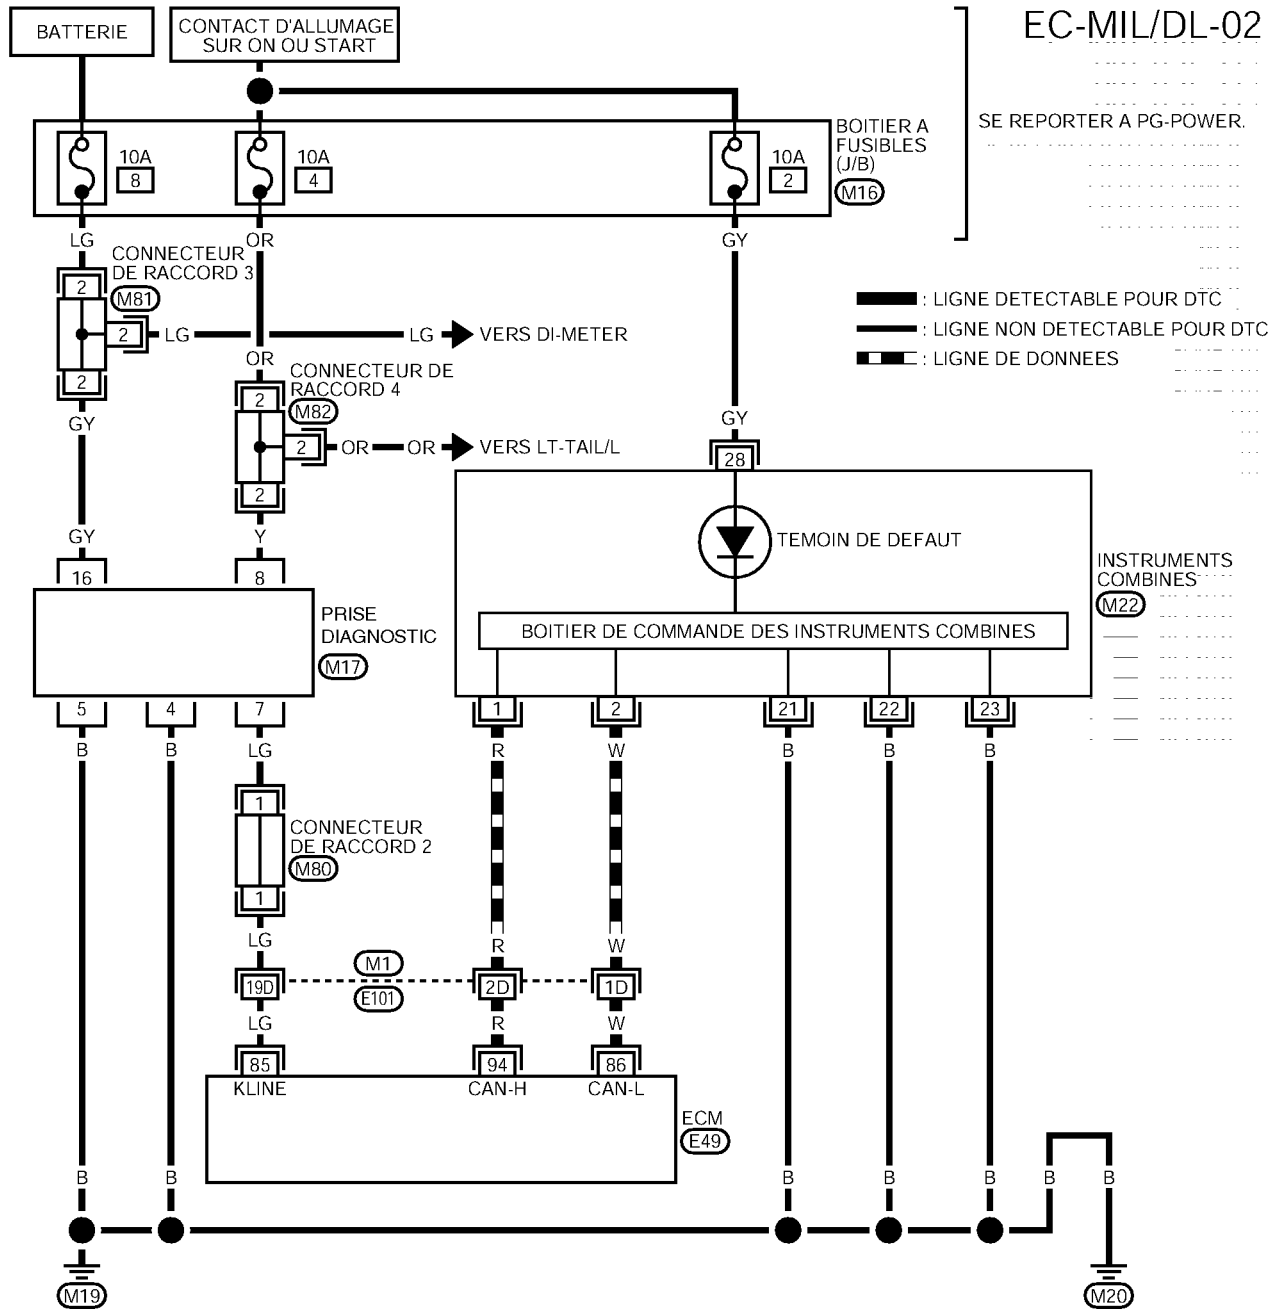 EC-MIL/DL-02
BATTERIE
CONTACT D'ALLUMAGE
SUR ON OU START
SE REPORTER A PG-POWER.
BOITIER A
FUSIBLES
(J/B)
M16
10A
8
10A
4
10A
2
LG
OR
GY
CONNECTEUR
DE RACCORD 3
M81
2
2
2
LG
LG
VERS DI-METER
: LIGNE DETECTABLE POUR DTC
: LIGNE NON DETECTABLE POUR DTC
: LIGNE DE DONNEES
OR
CONNECTEUR DE
RACCORD 4
M82
2
2
2
OR
OR
VERS LT-TAIL/L
GY
GY
28
GY
Y
TEMOIN DE DEFAUT
INSTRUMENTS
COMBINES
M22
16
8
PRISE
DIAGNOSTIC
M17
BOITIER DE COMMANDE DES INSTRUMENTS COMBINES
5
4
7
1
2
21
22
23
B
B
LG
R
W
B
B
B
1
CONNECTEUR
DE RACCORD 2
M80
1
LG
R
W
M1
19D
2D
1D
E101
LG
R
W
85
94
86
KLINE
CAN-H
CAN-L
ECM
E49
B
B
B
B
B
B
B
M19
M20